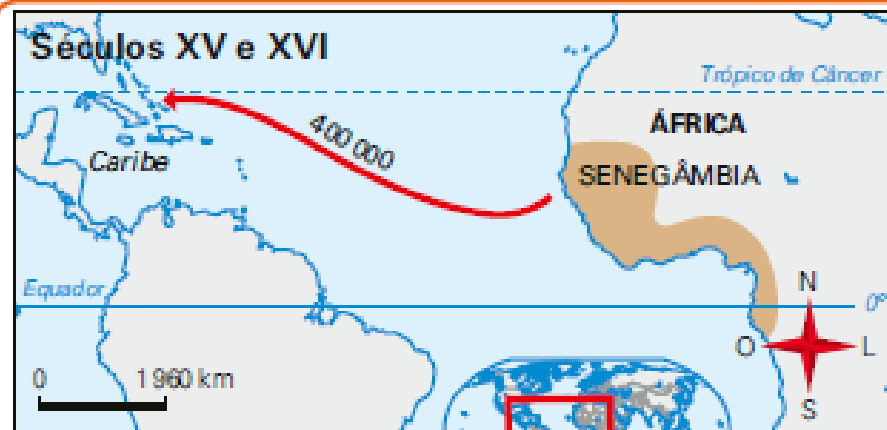 Séculos XV e XVI
Trópico de Câncer
ÁFRICA
400 000
Caribe
SENEGÂMBIA
N
Equador
0°
O
L
0
1 960 km
S